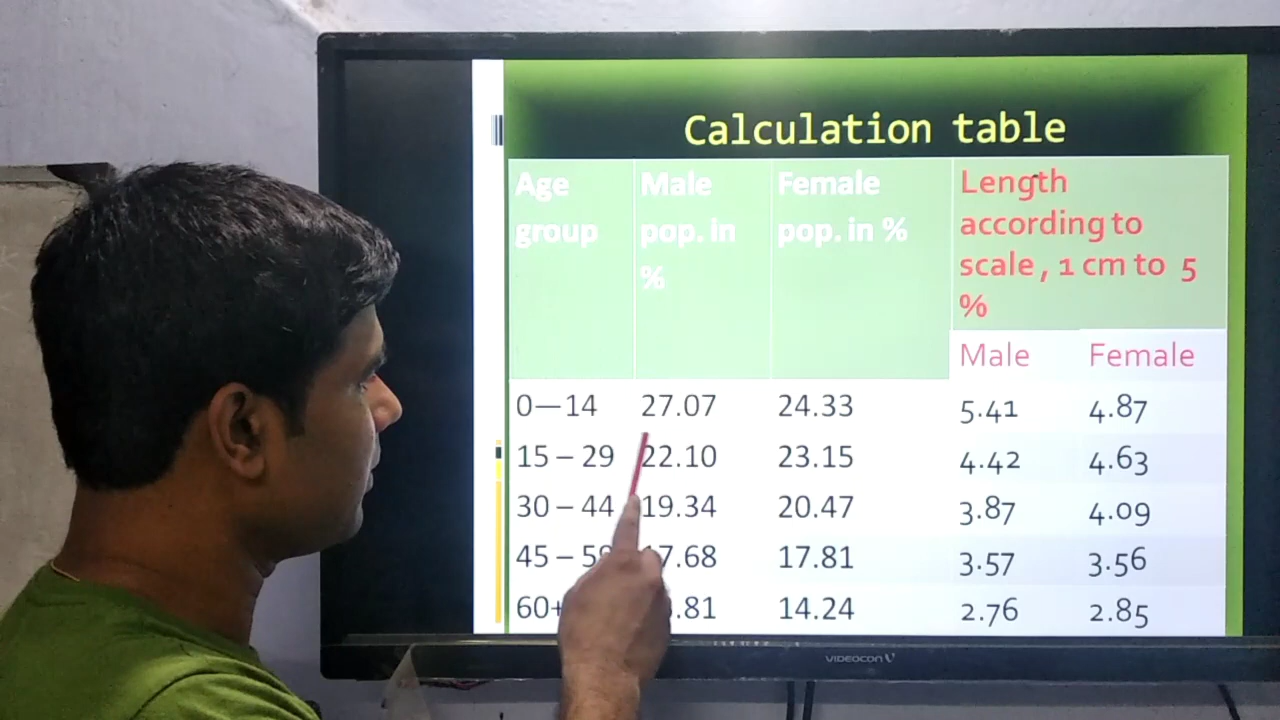 Calculation table
Age group	Male pop. in %	Female pop. in %	Length according to scale, 1 cm to 5 %
Male	Female
0—14	27.07	24.33	5.41	4.87
15 – 29	22.10	23.15	4.42	4.63
30 – 44	19.34	20.47	3.87	4.09
45 – 59	7.68	17.81	3.57	3.56
60+	.81	14.24	2.76	2.85
VIDEOCON